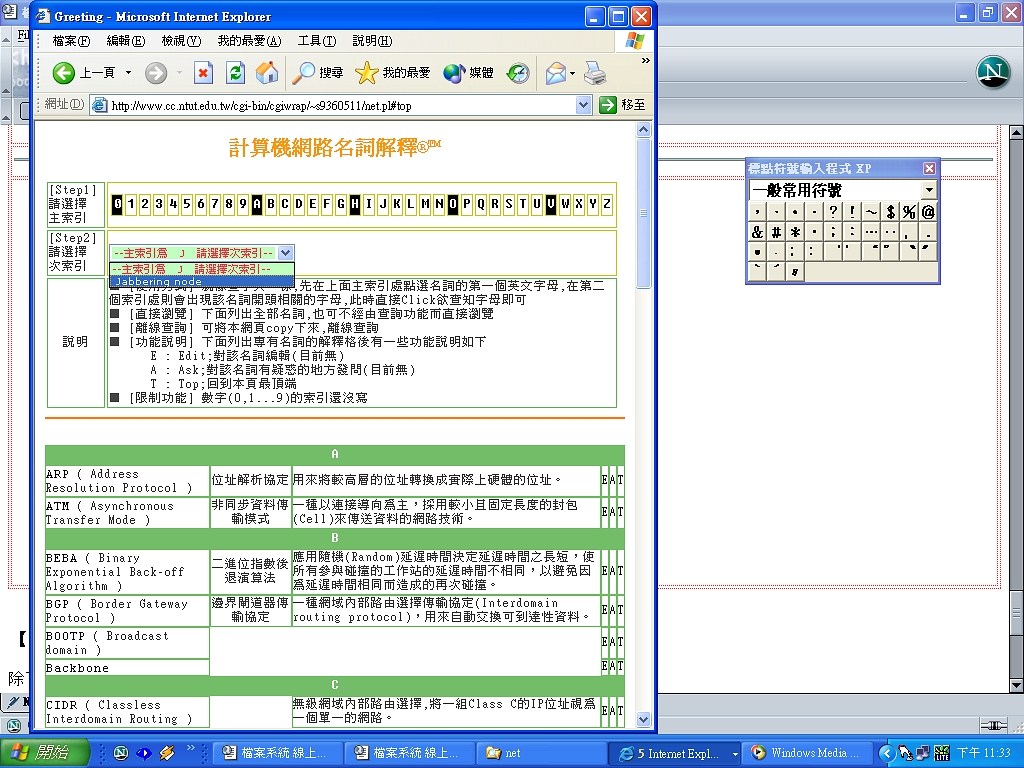 Greeting - Microsoft Internet Explorer
檔案(F) 編輯(E) 檢視(V) 我的最愛(A) 工具(T) 說明(H)
上一頁 搜尋 我的最愛 媒體
網址(D) http://www.cc.ntut.edu.tw/cgi-bin/cgiwrap/~s9360511/net.pl#top 移至
計算機網路名詞解釋®™
[Step1]
請選擇
主索引
0 1 2 3 4 5 6 7 8 9 A B C D E F G H I J K L M N O P Q R S T U V W X Y Z
[Step2]
請選擇
次索引
--主索引為 J 請選擇次索引--
--主索引為 J 請選擇次索引--
Jabbering node
說明
,先在上面主索引處點選名詞的第一個英文字母,在第二
個索引處則會出現該名詞開頭相關的字母,此時直接Click欲查知字母即可
■ [直接瀏覽] 下面列出全部名詞,也可不經由查詢功能而直接瀏覽
■ [離線查詢] 可將本網頁copy下來,離線查詢
■ [功能說明] 下面列出專有名詞的解釋格後有一些功能說明如下
E : Edit;對該名詞編輯(目前無)
A : Ask;對該名詞有疑惑的地方發問(目前無)
T : Top;回到本頁最頂端
■ [限制功能] 數字(0,1...9)的索引還沒寫
A
ARP ( Address
Resolution Protocol )
位址解析協定
用來將較高層的位址轉換成實際上硬體的位址。
E A T
ATM ( Asynchronous
Transfer Mode )
非同步資料傳
輸模式
一種以連接導向為主，採用較小且固定長度的封包
(Cell)來傳送資料的網路技術。
E A T
B
BEBA ( Binary
Exponential Back-off
Algorithm )
二進位指數後
退演算法
應用隨機(Random)延遲時間決定延遲時間之長短，使
所有參與碰撞的工作站的延遲時間不相同，以避免因
為延遲時間相同而造成的再次碰撞。
E A T
BGP ( Border Gateway
Protocol )
邊界閘道器傳
輸協定
一種網域內部路由選擇傳輸協定(Interdomain
routing protocol)，用來自動交換可到達性資料。
E A T
BOOTP ( Broadcast
domain )
E A T
Backbone
E A T
C
CIDR ( Classless
Interdomain Routing )
無級網域內部路由選擇,將一組Class C的IP位址視為
一個單一的網路。
E A T
標點符號輸入程式 XP
一般常用符號
, 、 。 . ? ! ~ $ % @
& # * ‧ ; : … ‥ , .
N
【
除
開始
檔案系統 線上...
檔案系統 線上...
net
5 Internet Expl...
Windows Media ...
下午 11:33